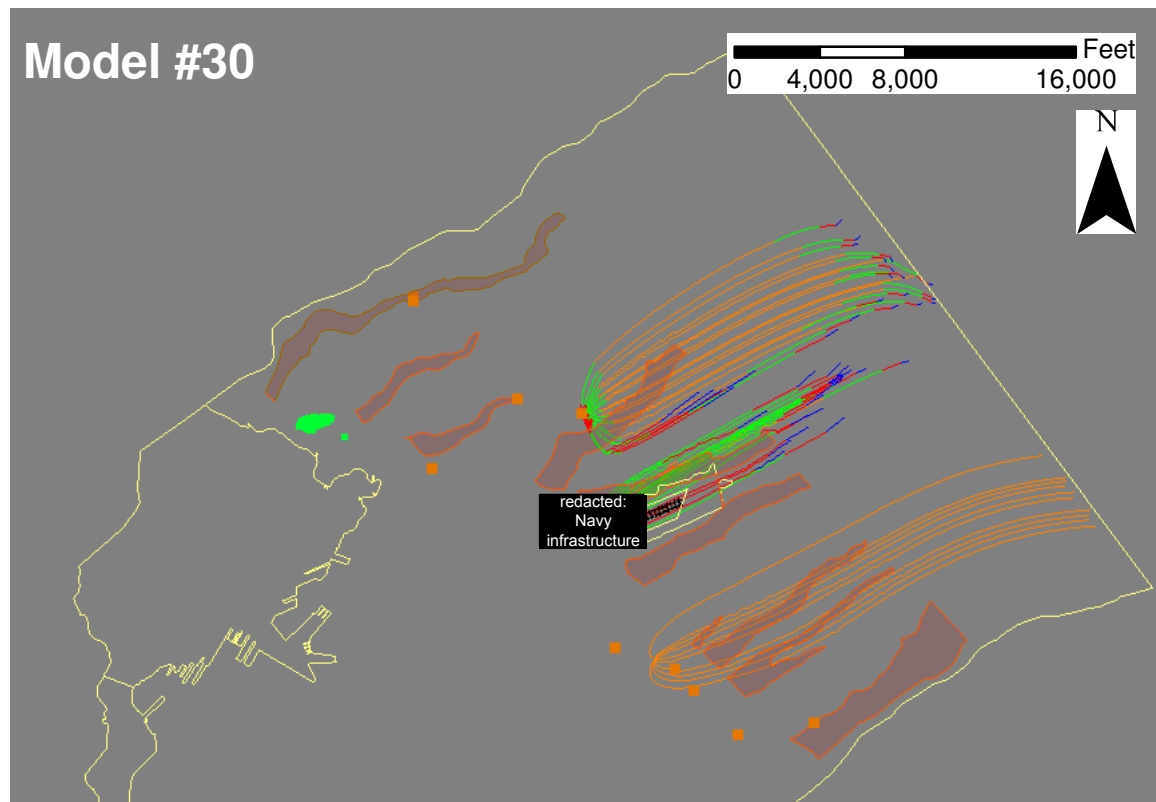 Model #30
Feet
0 4,000 8,000 16,000
N
redacted:
Navy
infrastructure